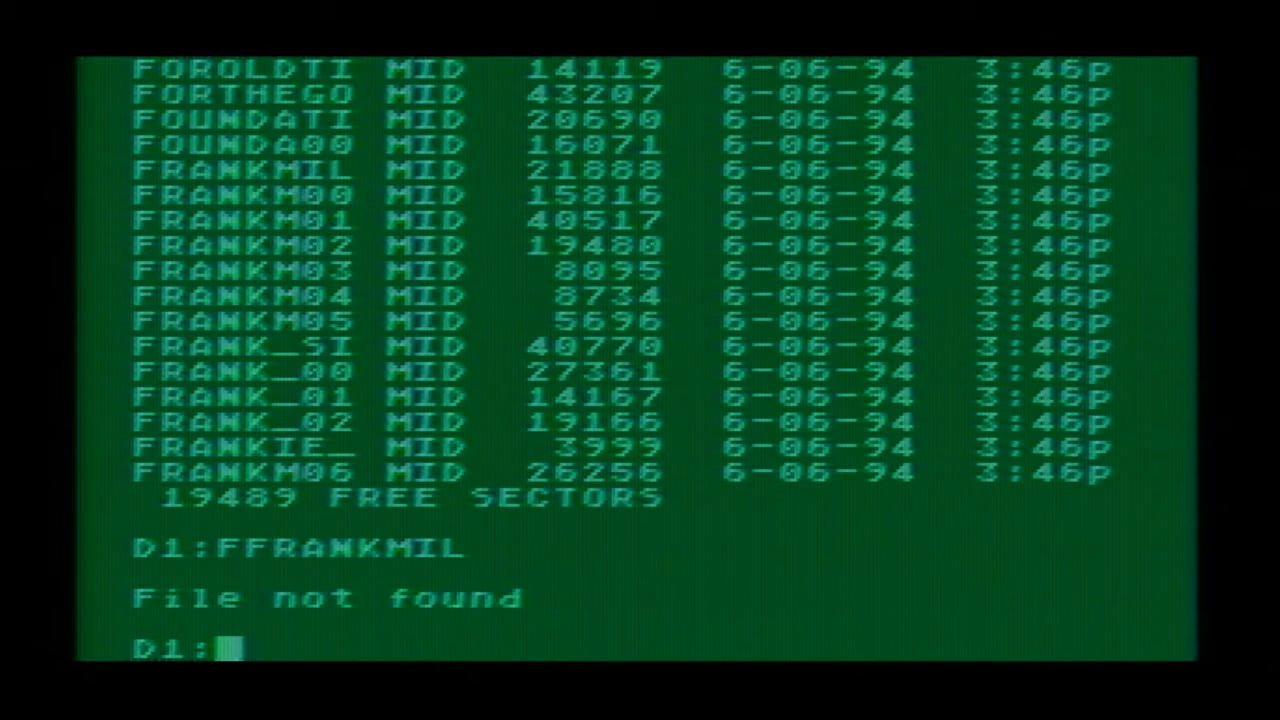 FOROLDTI MID  14119  6-06-94  3:46p
FORTHEGO MID  43207  6-06-94  3:46p
FOUNDATI MID  20690  6-06-94  3:46p
FOUNDA00 MID  16071  6-06-94  3:46p
FRANKMIL MID  21888  6-06-94  3:46p
FRANKM00 MID  15816  6-06-94  3:46p
FRANKM01 MID  40517  6-06-94  3:46p
FRANKM02 MID  19480  6-06-94  3:46p
FRANKM03 MID   8095  6-06-94  3:46p
FRANKM04 MID   8734  6-06-94  3:46p
FRANKM05 MID   5696  6-06-94  3:46p
FRANK_SI MID  40770  6-06-94  3:46p
FRANK_00 MID  27361  6-06-94  3:46p
FRANK_01 MID  14167  6-06-94  3:46p
FRANK_02 MID  19166  6-06-94  3:46p
FRANKIE_ MID   3999  6-06-94  3:46p
FRANKM06 MID  26256  6-06-94  3:46p
19489 FREE SECTORS
D1:FFRANKMIL
File not found
D1: